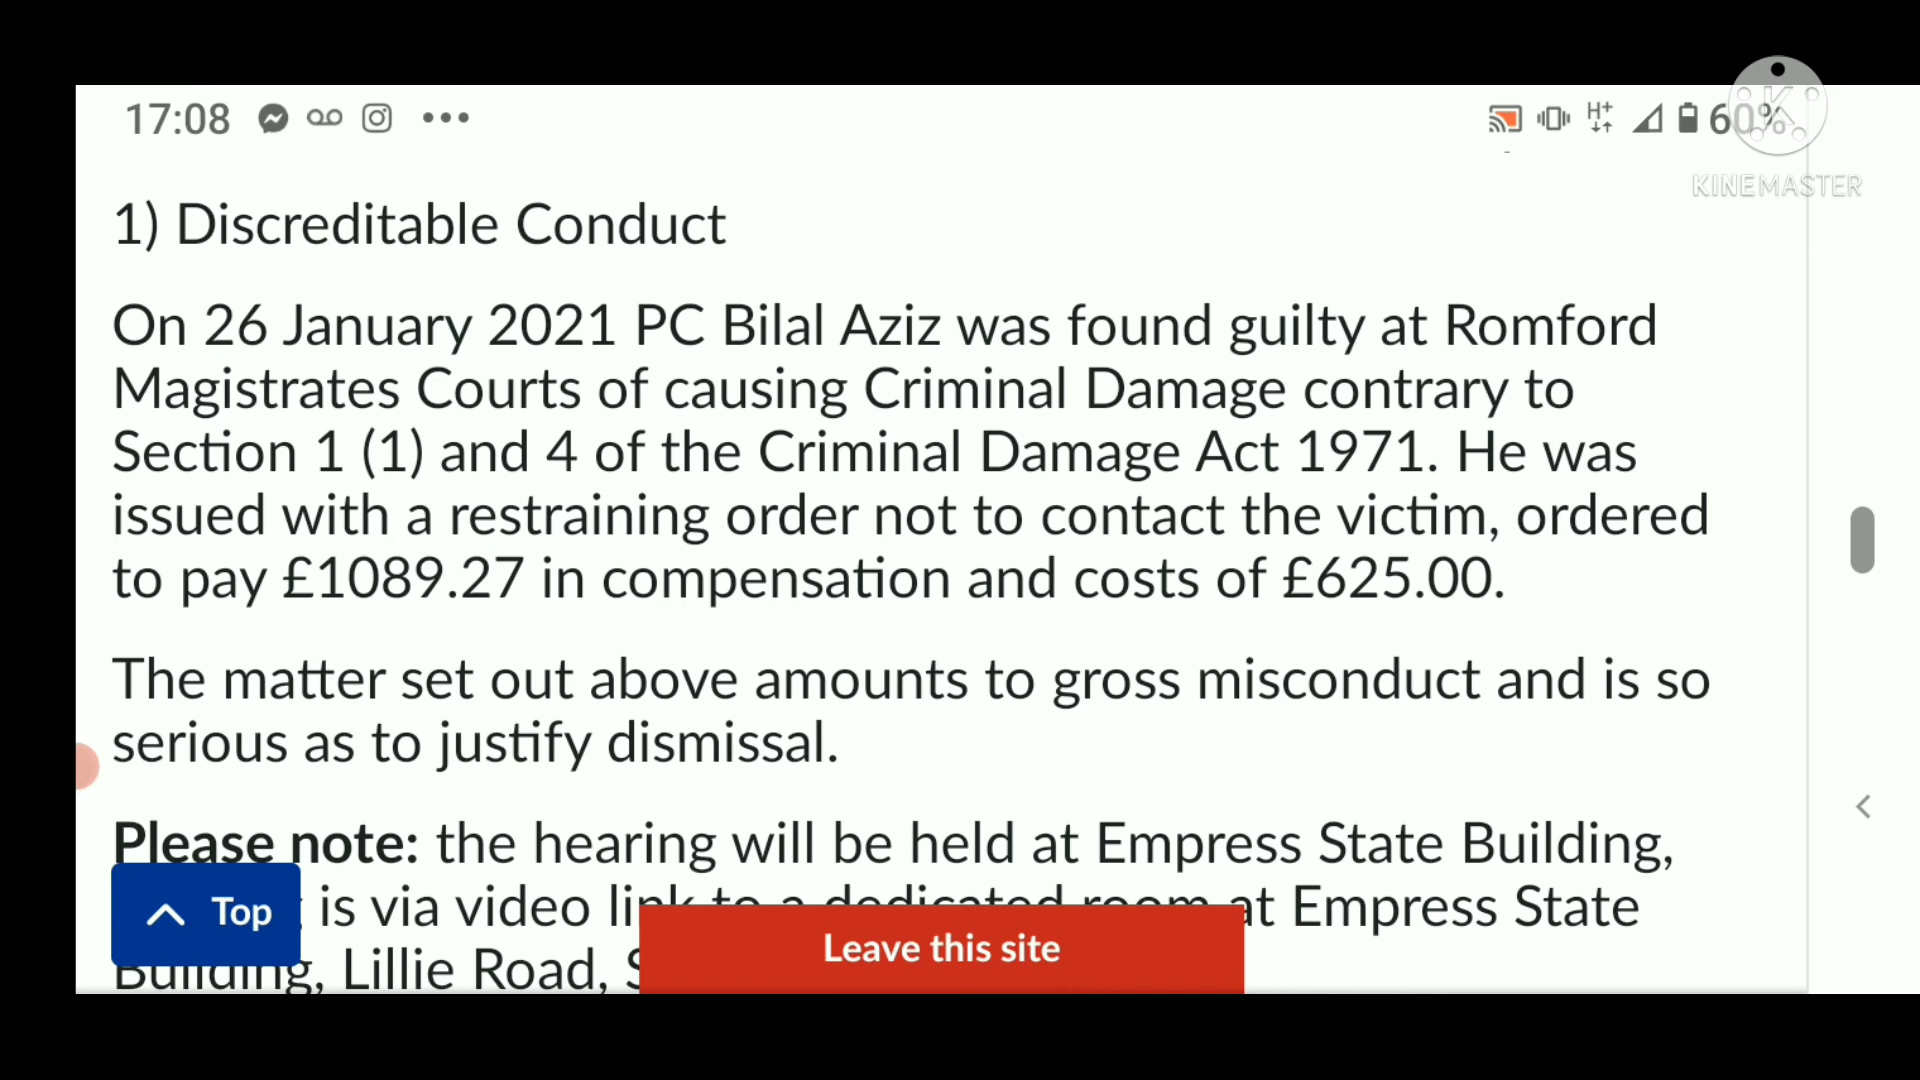 17:08
H+
60%
KINEMASTER
1) Discreditable Conduct
On 26 January 2021 PC Bilal Aziz was found guilty at Romford
Magistrates Courts of causing Criminal Damage contrary to
Section 1 (1) and 4 of the Criminal Damage Act 1971. He was
issued with a restraining order not to contact the victim, ordered
to pay £1089.27 in compensation and costs of £625.00.
The matter set out above amounts to gross misconduct and is so
serious as to justify dismissal.
Please note: the hearing will be held at Empress State Building,
is via video link to a dedicated room at Empress State
Building, Lillie Road,
Top
Leave this site